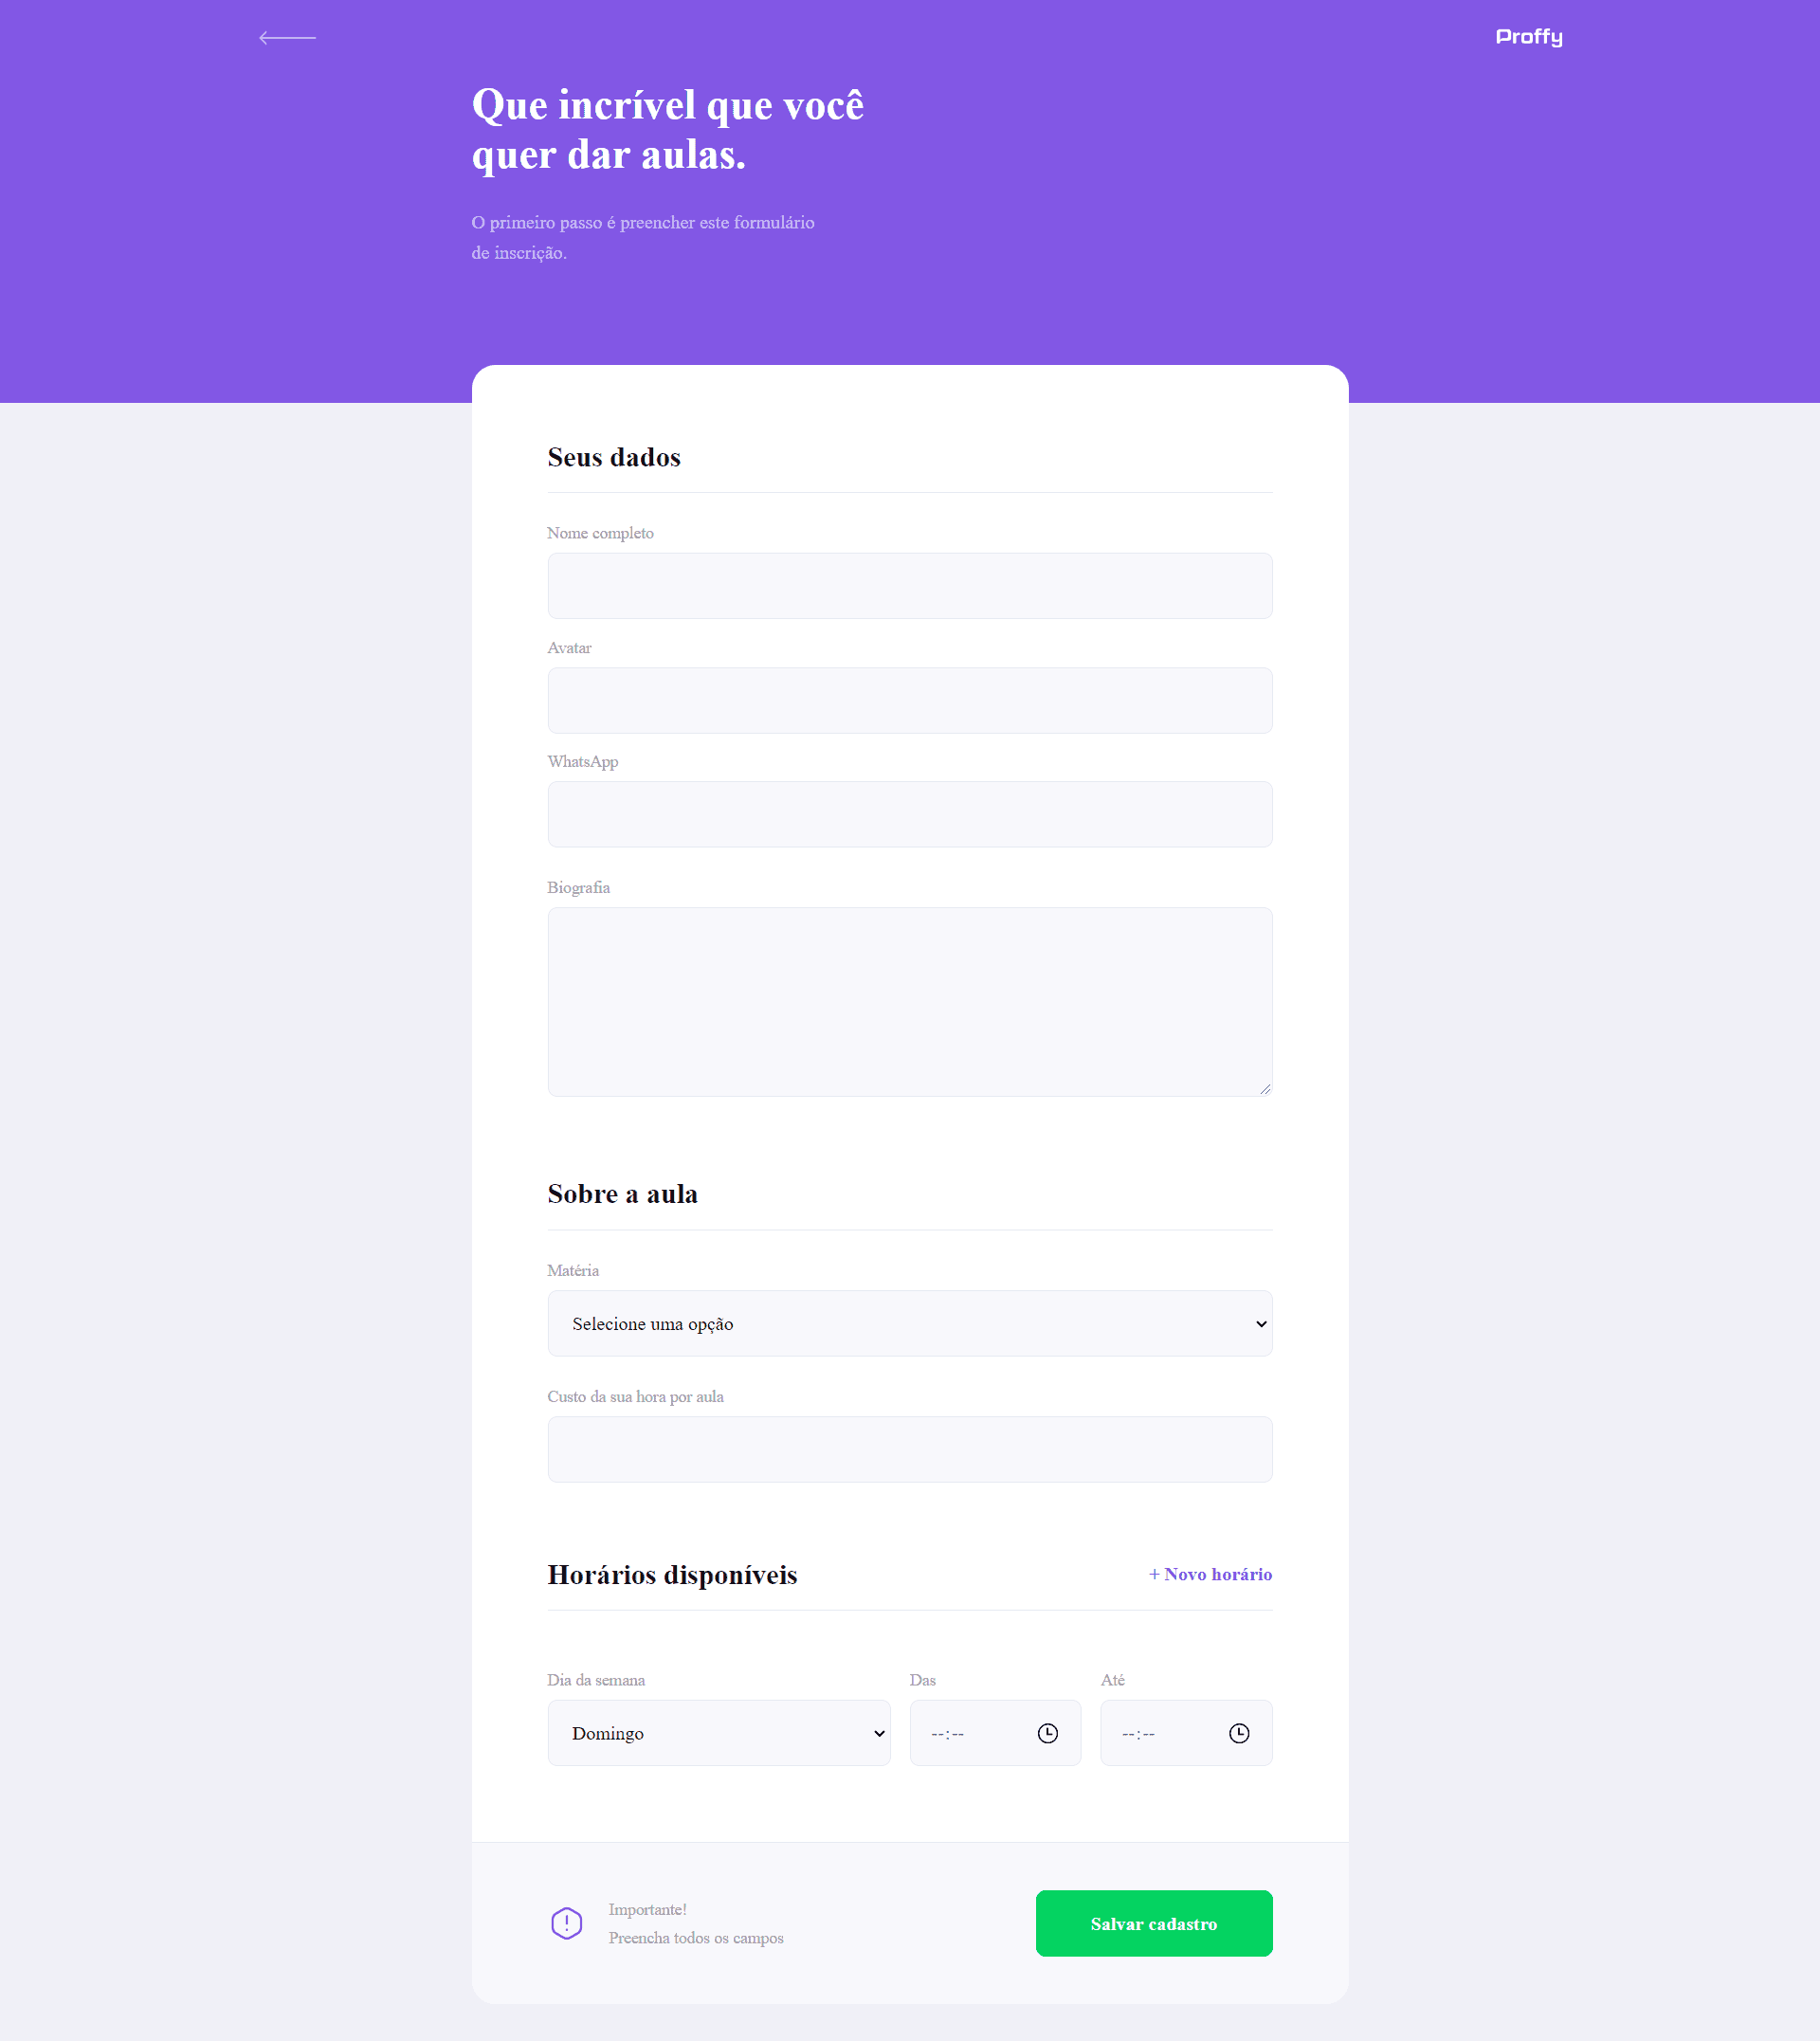 Proffy
Que incrível que você
quer dar aulas.
O primeiro passo é preencher este formulário
de inscrição.
Seus dados
Nome completo
Avatar
WhatsApp
Biografia
Sobre a aula
Matéria
Selecione uma opção
Custo da sua hora por aula
Horários disponíveis
+ Novo horário
Dia da semana
Das
Até
Domingo
--:--
--:--
Importante!
Preencha todos os campos
Salvar cadastro